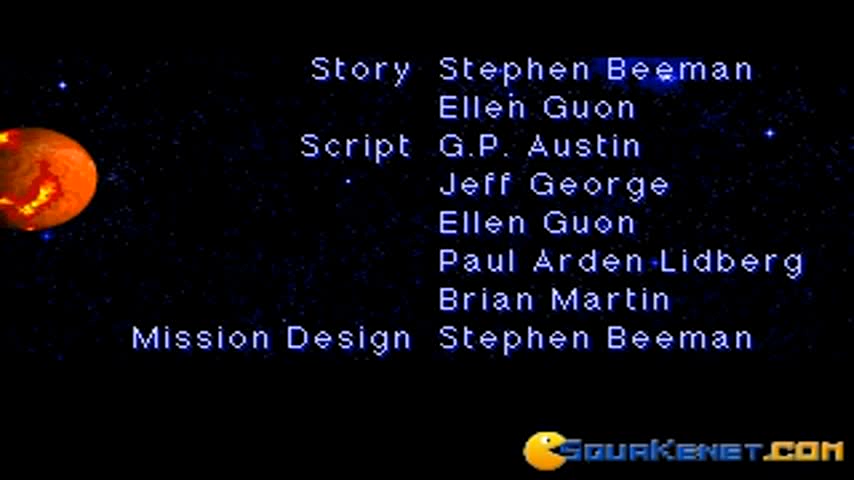 Story Stephen Beeman
Ellen Guon
Script G.P. Austin
Jeff George
Ellen Guon
Paul Arden Lidberg
Brian Martin
Mission Design Stephen Beeman
SquaKeNet.com